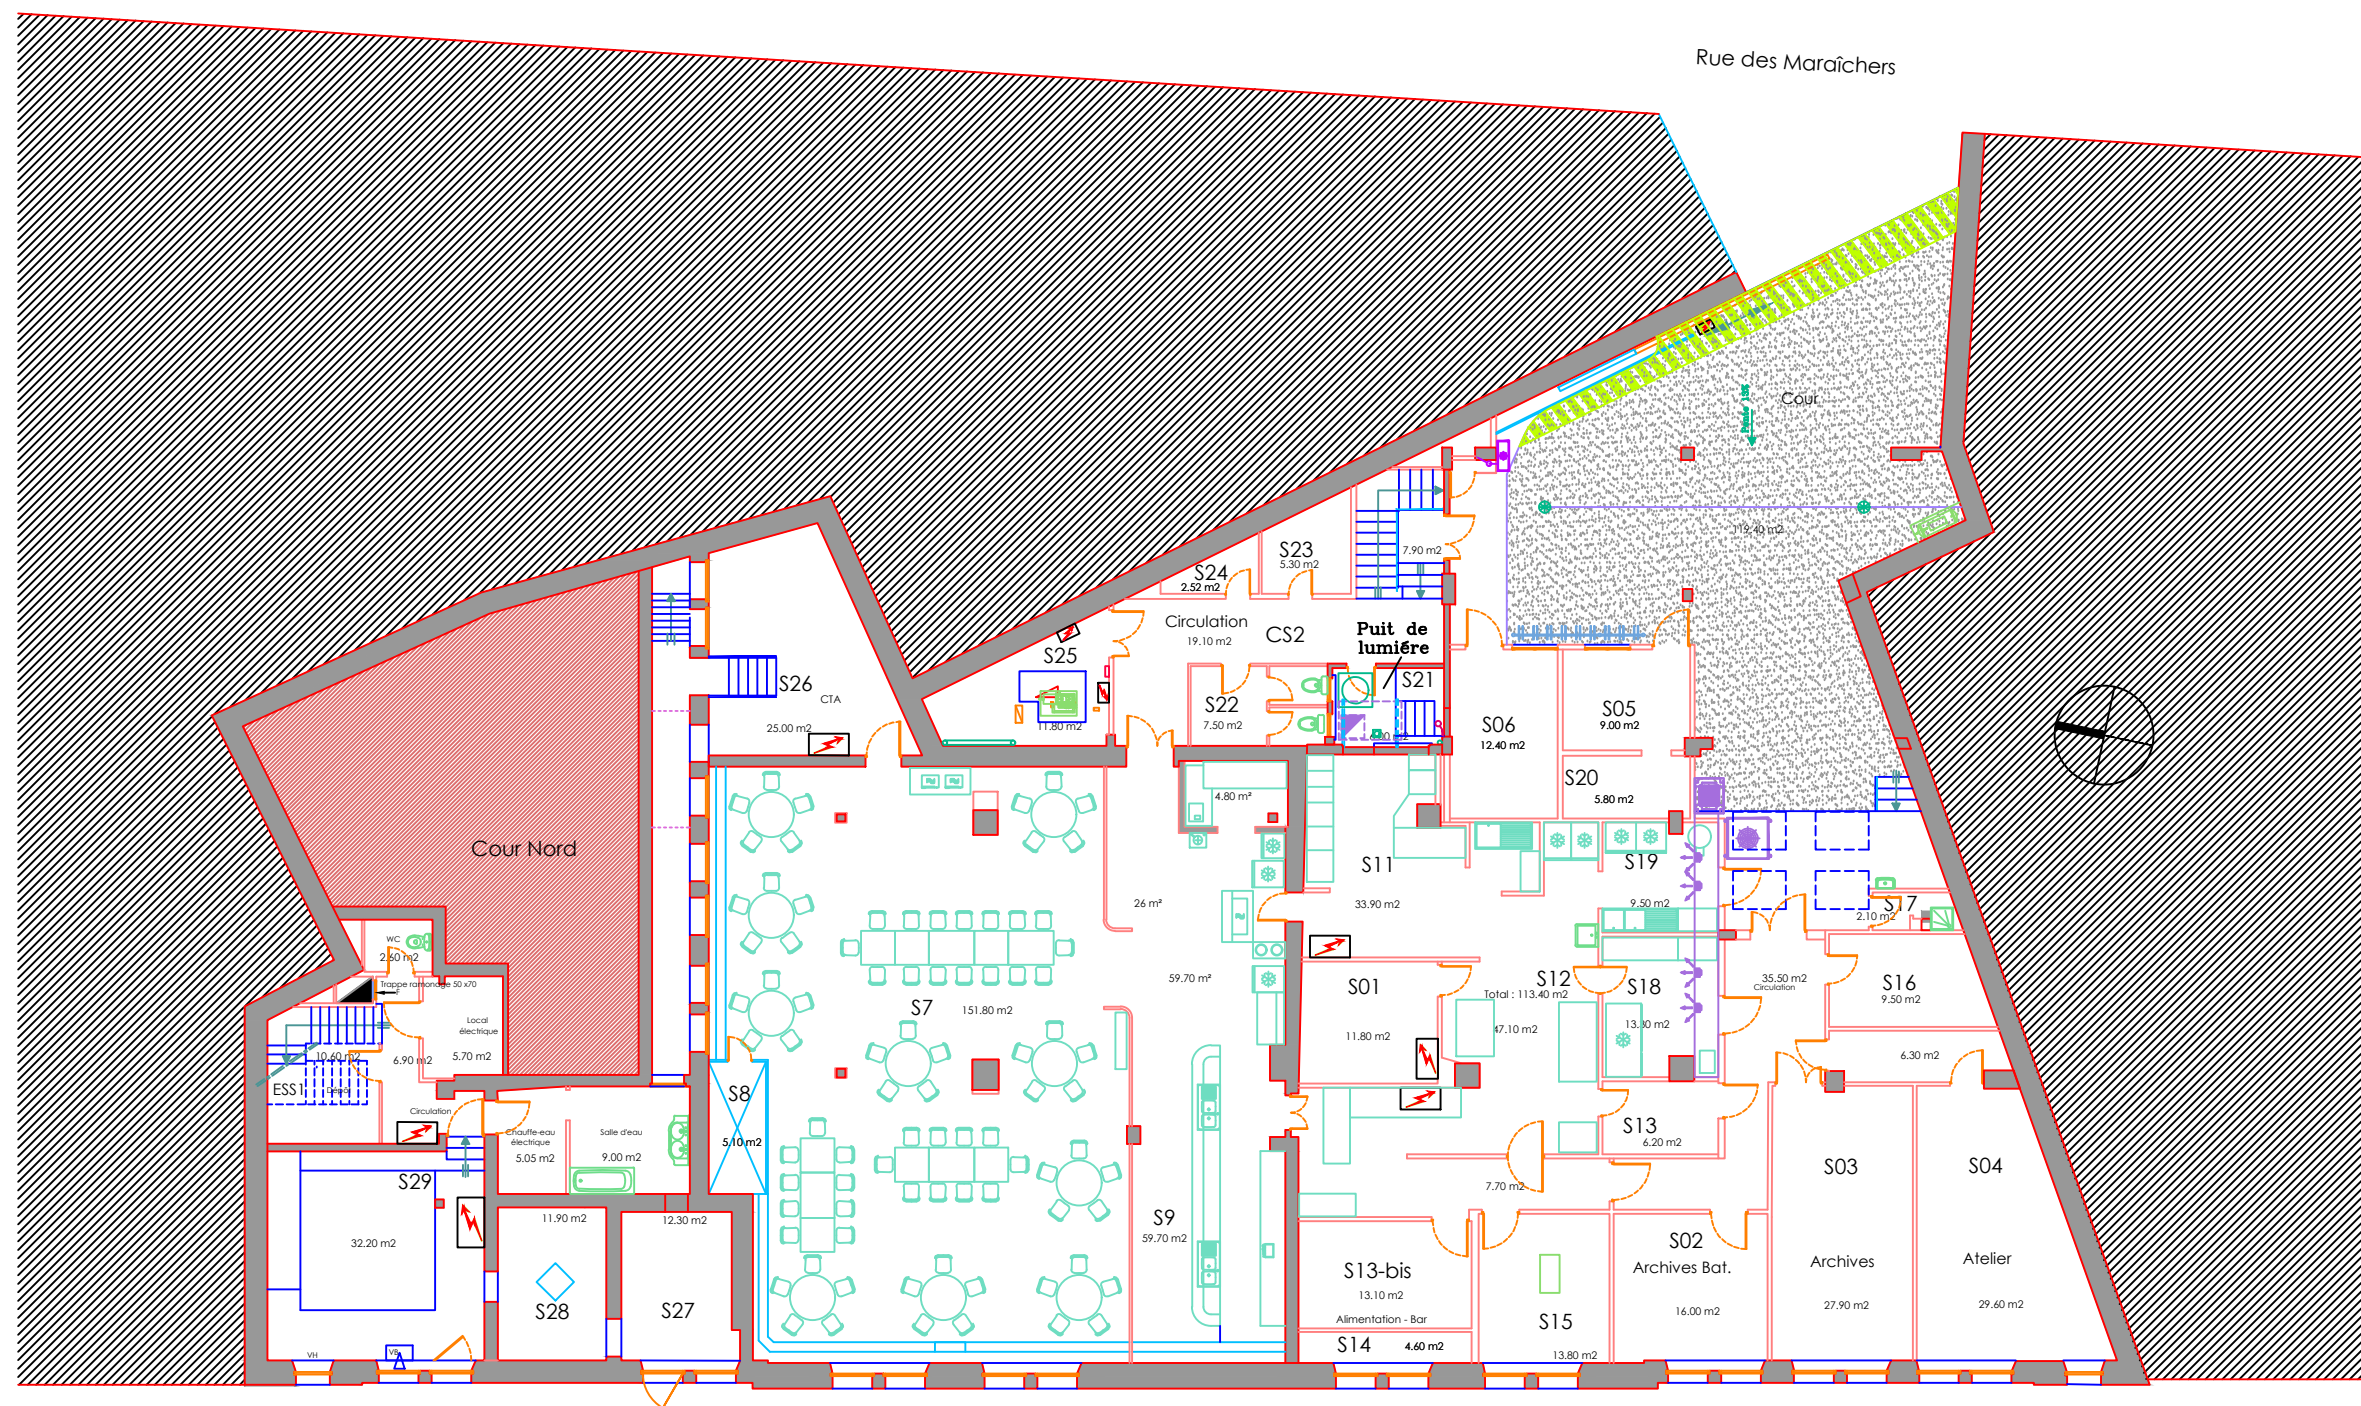 Rue des Maraîchers
Cour
Pente 15%
119.40 m2
7.90 m2
S23
5.30 m2
S24
2.52 m2
Circulation
19.10 m2
CS2
Puit de
lumière
S25
11.80 m2
S26
CTA
25.00 m2
S22
7.50 m2
S21
S06
12.40 m2
S05
9.00 m2
S20
5.80 m2
Cour Nord
4.80 m²
S11
33.90 m2
S19
9.50 m2
S17
2.10 m2
26 m²
59.70 m²
S7
151.80 m2
WC
2.60 m2
Trappe ramonage 50 x70
F
Local
électrique
5.70 m2
10.60 m2
6.90 m2
ESS1
Dépôt
Circulation
S01
11.80 m2
S12
Total : 113.40 m2
47.10 m2
S18
13.80 m2
35.50 m2
Circulation
S16
9.50 m2
6.30 m2
S8
5.10 m2
Chauffe-eau
électrique
5.05 m2
Salle d'eau
9.00 m2
S13
6.20 m2
S29
32.20 m2
11.90 m2
12.30 m2
7.70 m2
S03
Archives
27.90 m2
S04
Atelier
29.60 m2
S9
59.70 m2
S02
Archives Bat.
16.00 m2
S13-bis
13.10 m2
Alimentation - Bar
S28
S27
S15
13.80 m2
S14
4.60 m2
VH
VB